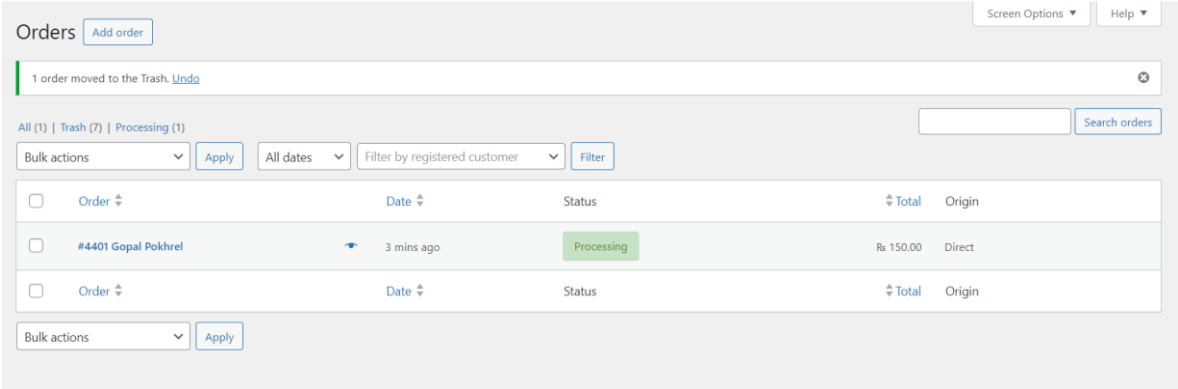 Screen Options ▼ Help ▼
Orders Add order
1 order moved to the Trash. Undo
All (1) | Trash (7) | Processing (1)
Search orders
Bulk actions Apply All dates Filter by registered customer Filter
Order Date Status Total Origin
#4401 Gopal Pokhrel 3 mins ago Processing ₨ 150.00 Direct
Order Date Status Total Origin
Bulk actions Apply